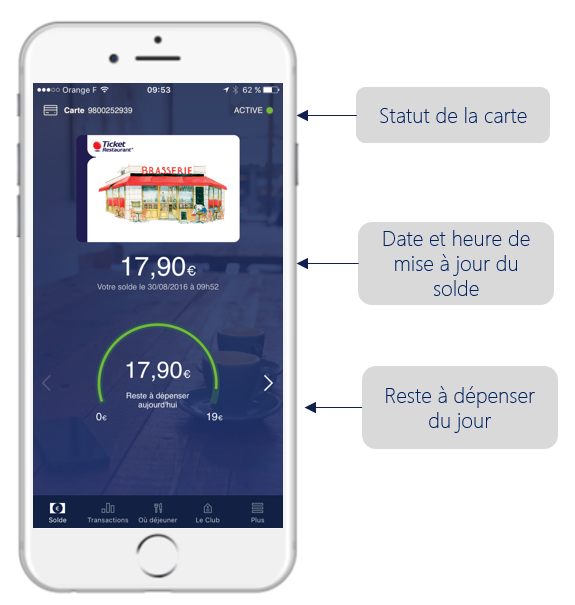 Orange F 09:53 62 %
Carte 9800252939 ACTIVE
Statut de la carte
Ticket
Restaurant
BRASSERIE
17,90€
Votre solde le 30/08/2016 à 09h52
Date et heure de
mise à jour du
solde
17,90€
Reste à dépenser
aujourd'hui
0€ 19€
Reste à dépenser
du jour
Solde Transactions Où déjeuner Le Club Plus